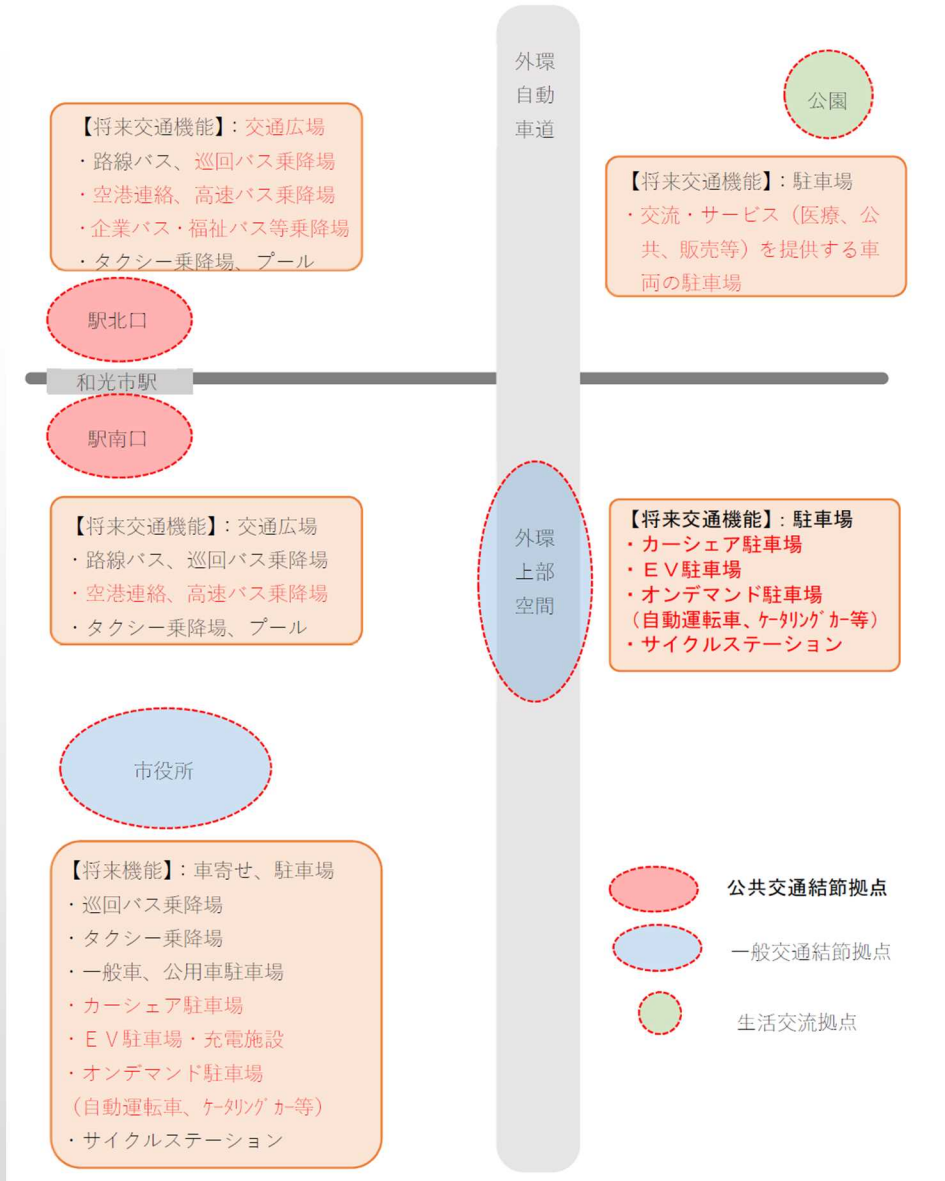 外環
自動
車道
公園
【将来交通機能】：交通広場
・路線バス、巡回バス乗降場
・空港連絡、高速バス乗降場
・企業バス・福祉バス等乗降場
・タクシー乗降場、プール
【将来交通機能】：駐車場
・交流・サービス（医療、公
共、販売等）を提供する車
両の駐車場
駅北口
和光市駅
駅南口
【将来交通機能】：交通広場
・路線バス、巡回バス乗降場
・空港連絡、高速バス乗降場
・タクシー乗降場、プール
外環
上部
空間
【将来交通機能】：駐車場
・カーシェア駐車場
・ＥＶ駐車場
・オンデマンド駐車場
（自動運転車、ｹｰﾀﾘﾝｸﾞｶｰ等）
・サイクルステーション
市役所
【将来機能】：車寄せ、駐車場
・巡回バス乗降場
・タクシー乗降場
・一般車、公用車駐車場
・カーシェア駐車場
・ＥＶ駐車場・充電施設
・オンデマンド駐車場
（自動運転車、ｹｰﾀﾘﾝｸﾞｶｰ等）
・サイクルステーション
公共交通結節拠点
一般交通結節拠点
生活交流拠点